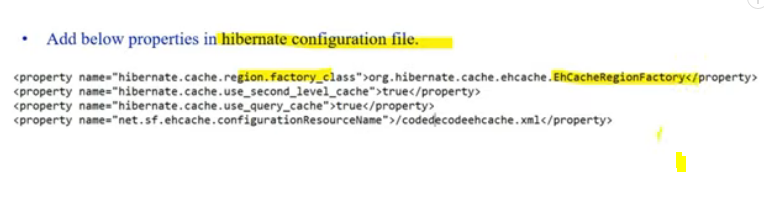 • Add below properties in hibernate configuration file.
<property name="hibernate.cache.region.factory_class">org.hibernate.cache.ehcache.EhCacheRegionFactory</property>
<property name="hibernate.cache.use_second_level_cache">true</property>
<property name="hibernate.cache.use_query_cache">true</property>
<property name="net.sf.ehcache.configurationResourceName">/codedecodeehcache.xml</property>